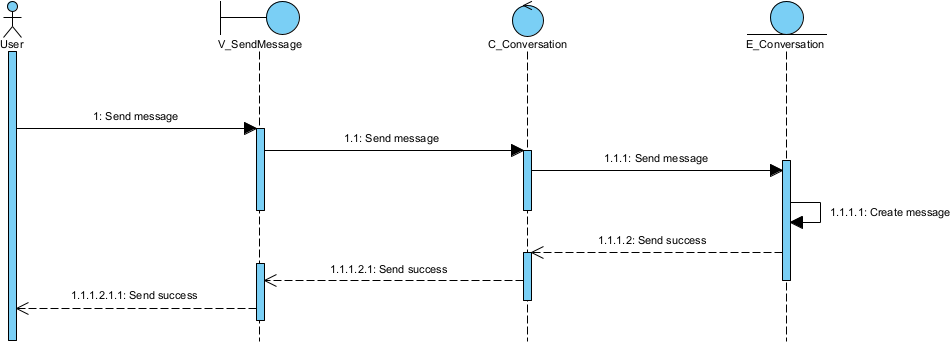 User
V_SendMessage
C_Conversation
E_Conversation
1: Send message
1.1: Send message
1.1.1: Send message
1.1.1.1: Create message
1.1.1.2: Send success
1.1.1.2.1: Send success
1.1.1.2.1.1: Send success